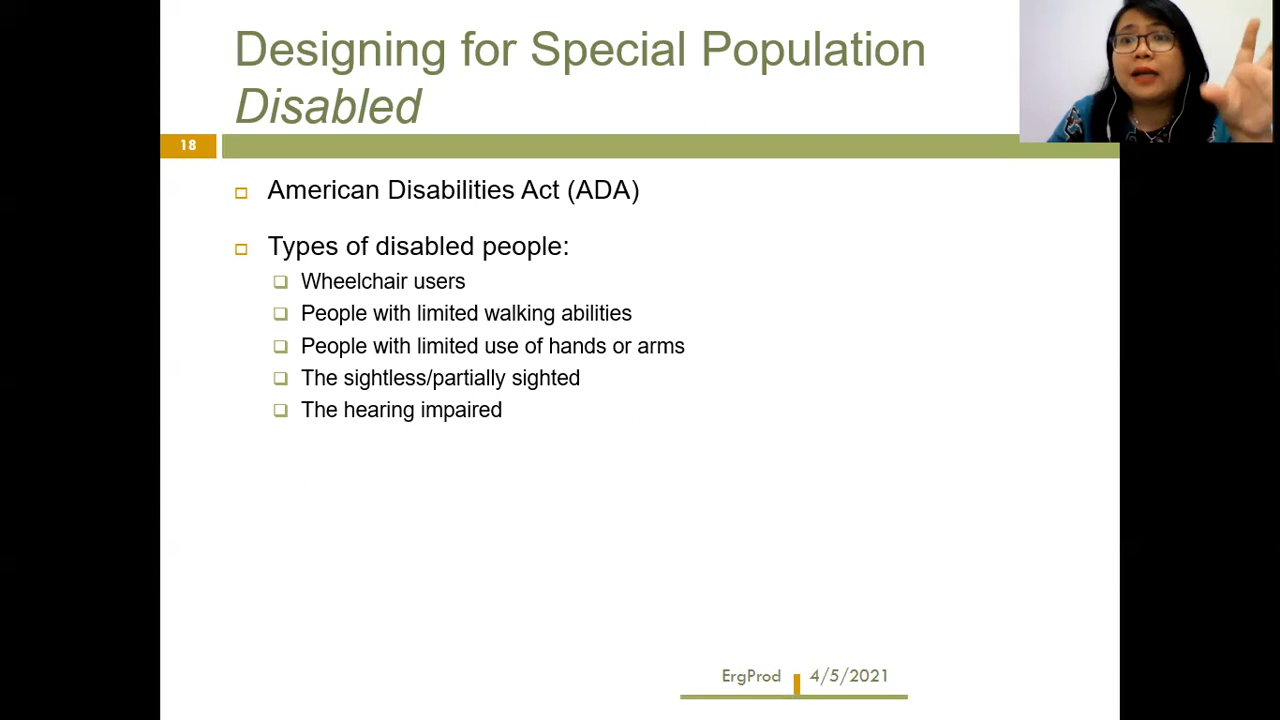 Designing for Special Population
Disabled
18
American Disabilities Act (ADA)
Types of disabled people:
Wheelchair users
People with limited walking abilities
People with limited use of hands or arms
The sightless/partially sighted
The hearing impaired
ErgProd
4/5/2021